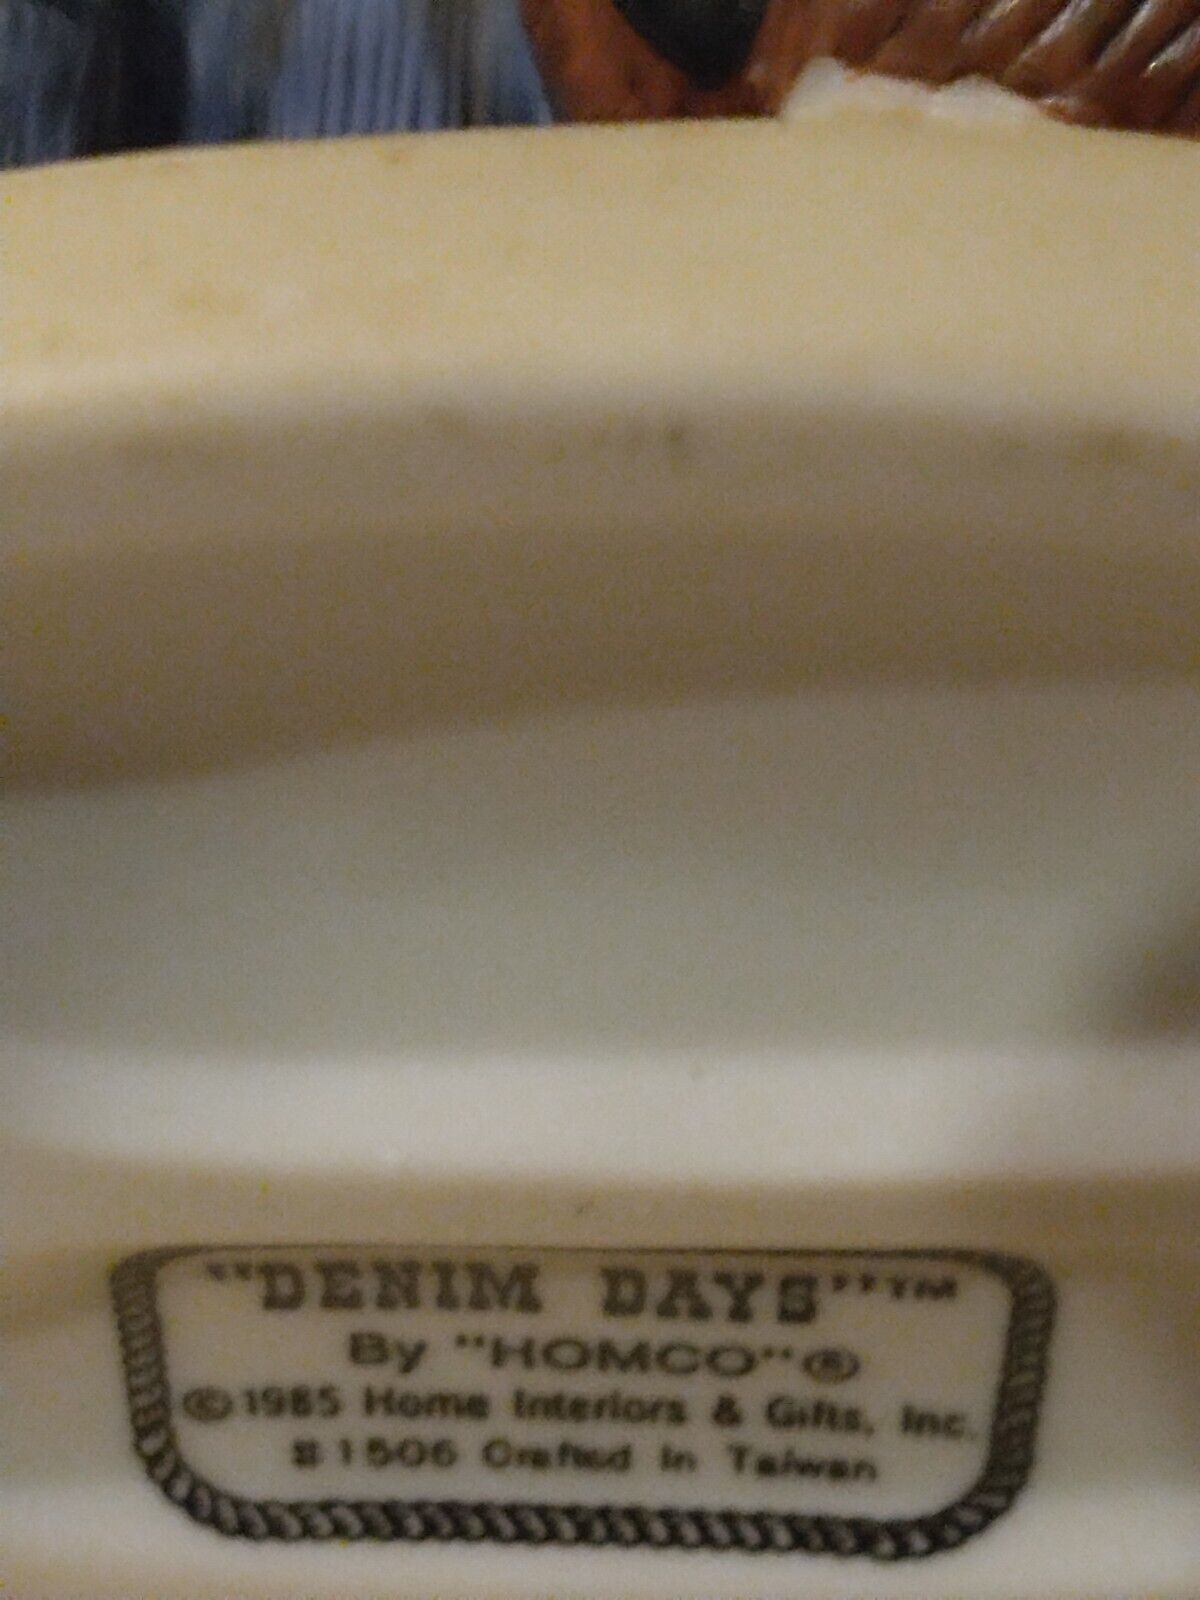 "DENIM DAYS"™
By "HOMCO"®
©1985 Home Interiors & Gifts, Inc.
1506 Crafted in Taiwan